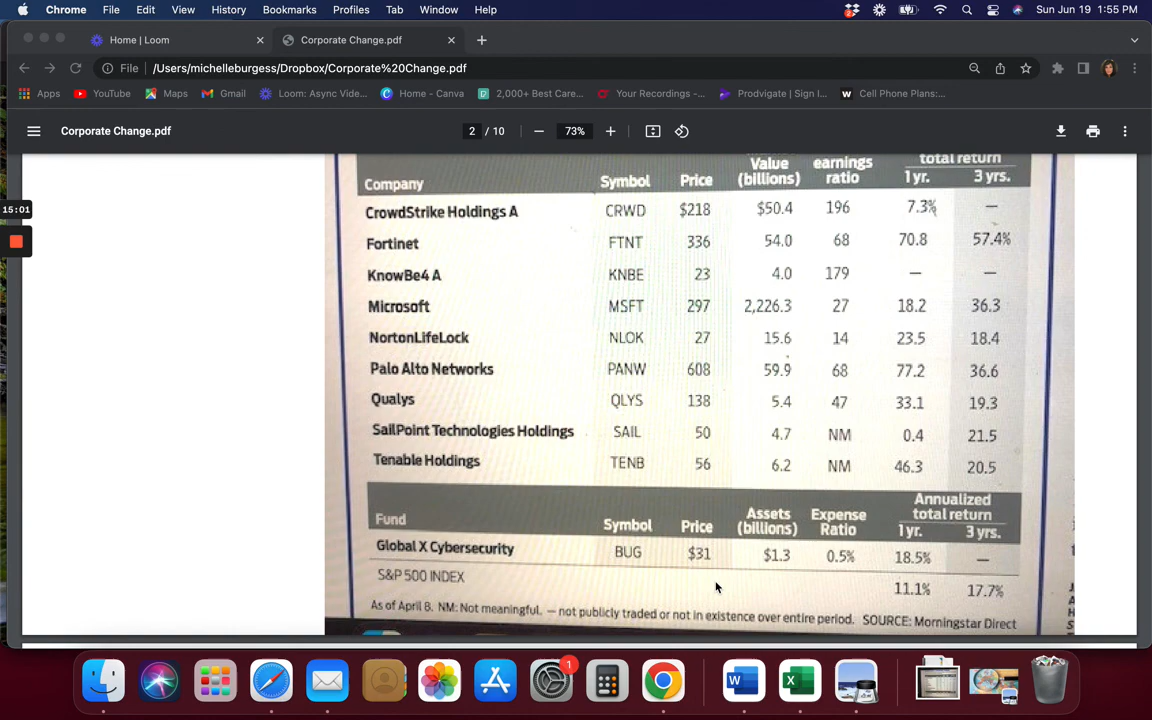 Chrome File Edit View History Bookmarks Profiles Tab Window Help Sun Jun 19 1:55 PM
Home | Loom Corporate Change.pdf
File /Users/michelleburgess/Dropbox/Corporate%20Change.pdf
Apps YouTube Maps Gmail Loom: Async Vide... Home - Canva 2,000+ Best Care... Your Recordings -... Prodvigate | Sign I... Cell Phone Plans:...
Corporate Change.pdf 2 / 10 73%
15:01
Company Symbol Price Value (billions) earnings ratio total return 1 yr. 3 yrs.
CrowdStrike Holdings A CRWD $218 $50.4 196 7.3% —
Fortinet FTNT 336 54.0 68 70.8 57.4%
KnowBe4 A KNBE 23 4.0 179 — —
Microsoft MSFT 297 2,226.3 27 18.2 36.3
NortonLifeLock NLOK 27 15.6 14 23.5 18.4
Palo Alto Networks PANW 608 59.9 68 77.2 36.6
Qualys QLYS 138 5.4 47 33.1 19.3
SailPoint Technologies Holdings SAIL 50 4.7 NM 0.4 21.5
Tenable Holdings TENB 56 6.2 NM 46.3 20.5
Fund Symbol Price Assets (billions) Expense Ratio Annualized total return 1 yr. 3 yrs.
Global X Cybersecurity BUG $31 $1.3 0.5% 18.5% —
S&P 500 INDEX 11.1% 17.7%
As of April 8. NM: Not meaningful. — not publicly traded or not in existence over entire period. SOURCE: Morningstar Direct
1